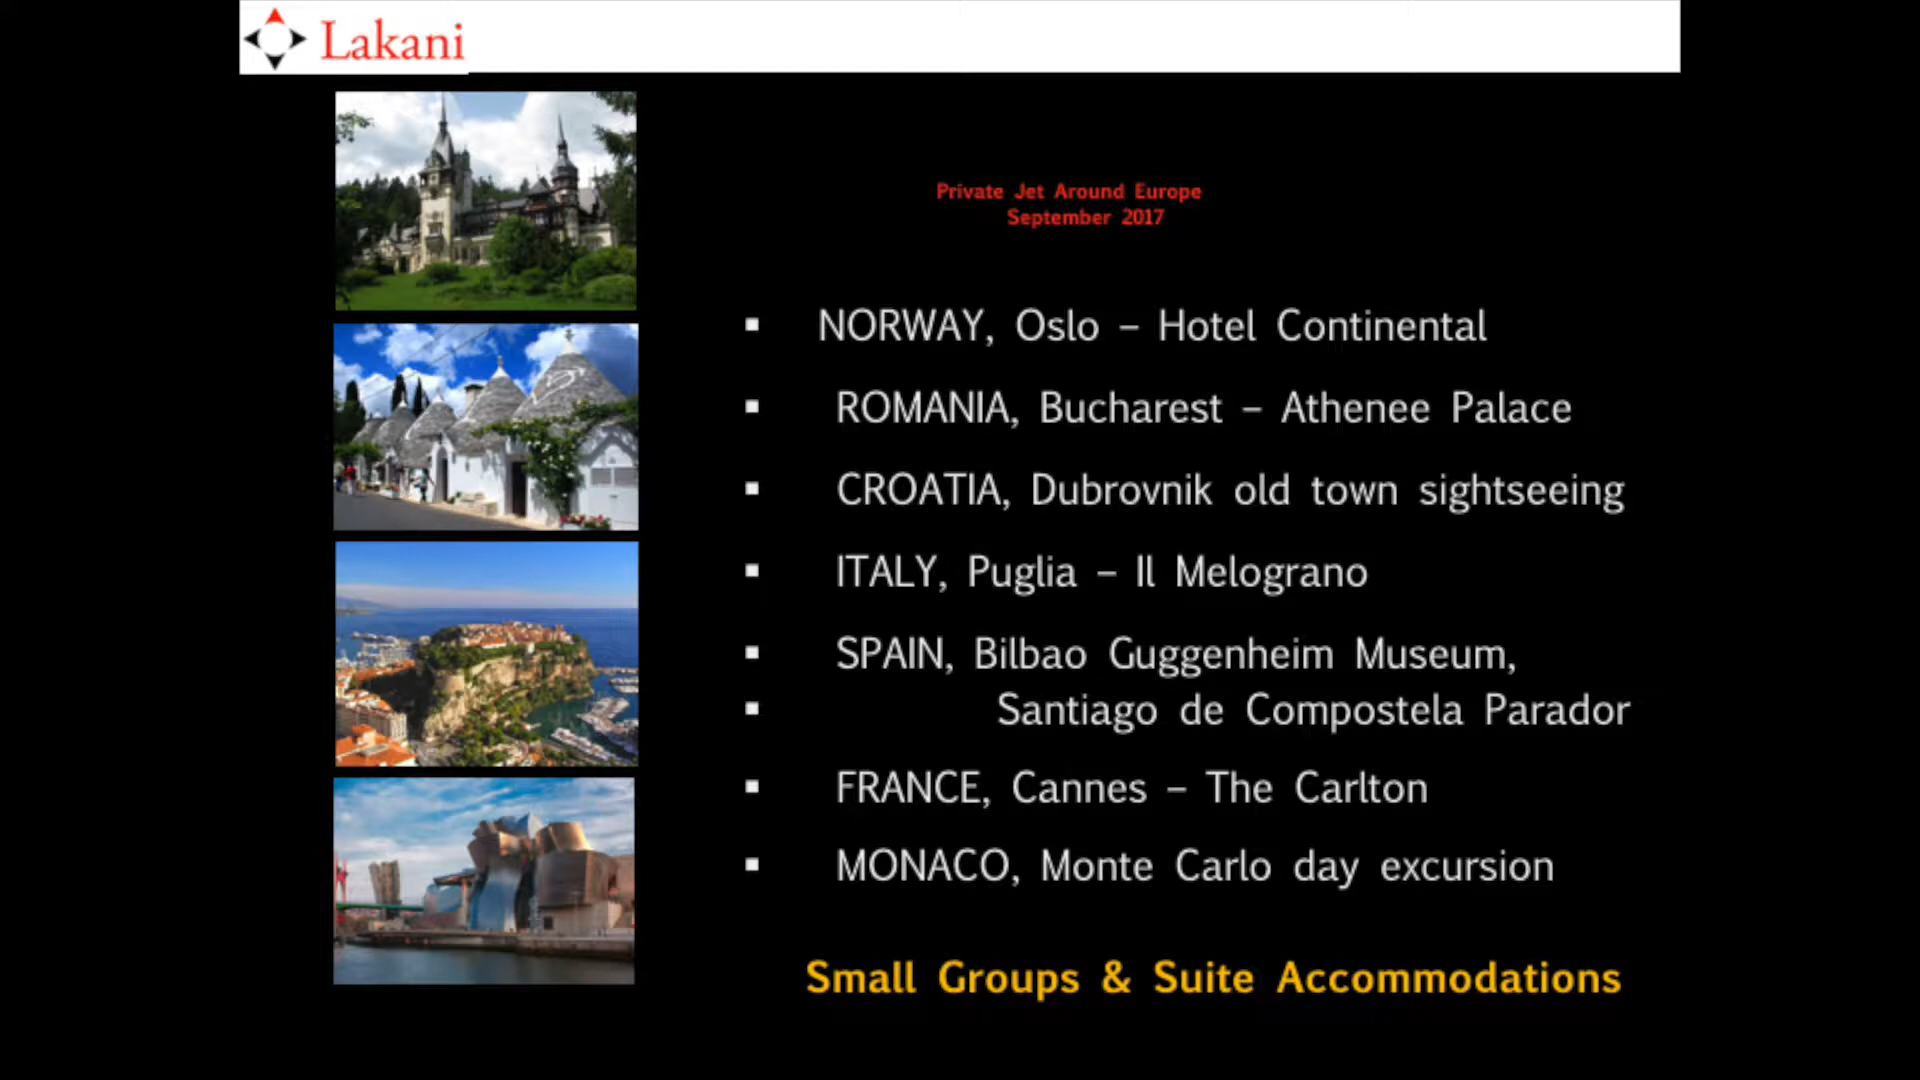 Lakani
Private Jet Around Europe
September 2017
▪ NORWAY, Oslo – Hotel Continental
▪ ROMANIA, Bucharest – Athenee Palace
▪ CROATIA, Dubrovnik old town sightseeing
▪ ITALY, Puglia – Il Melograno
▪ SPAIN, Bilbao Guggenheim Museum,
▪ Santiago de Compostela Parador
▪ FRANCE, Cannes – The Carlton
▪ MONACO, Monte Carlo day excursion
Small Groups & Suite Accommodations